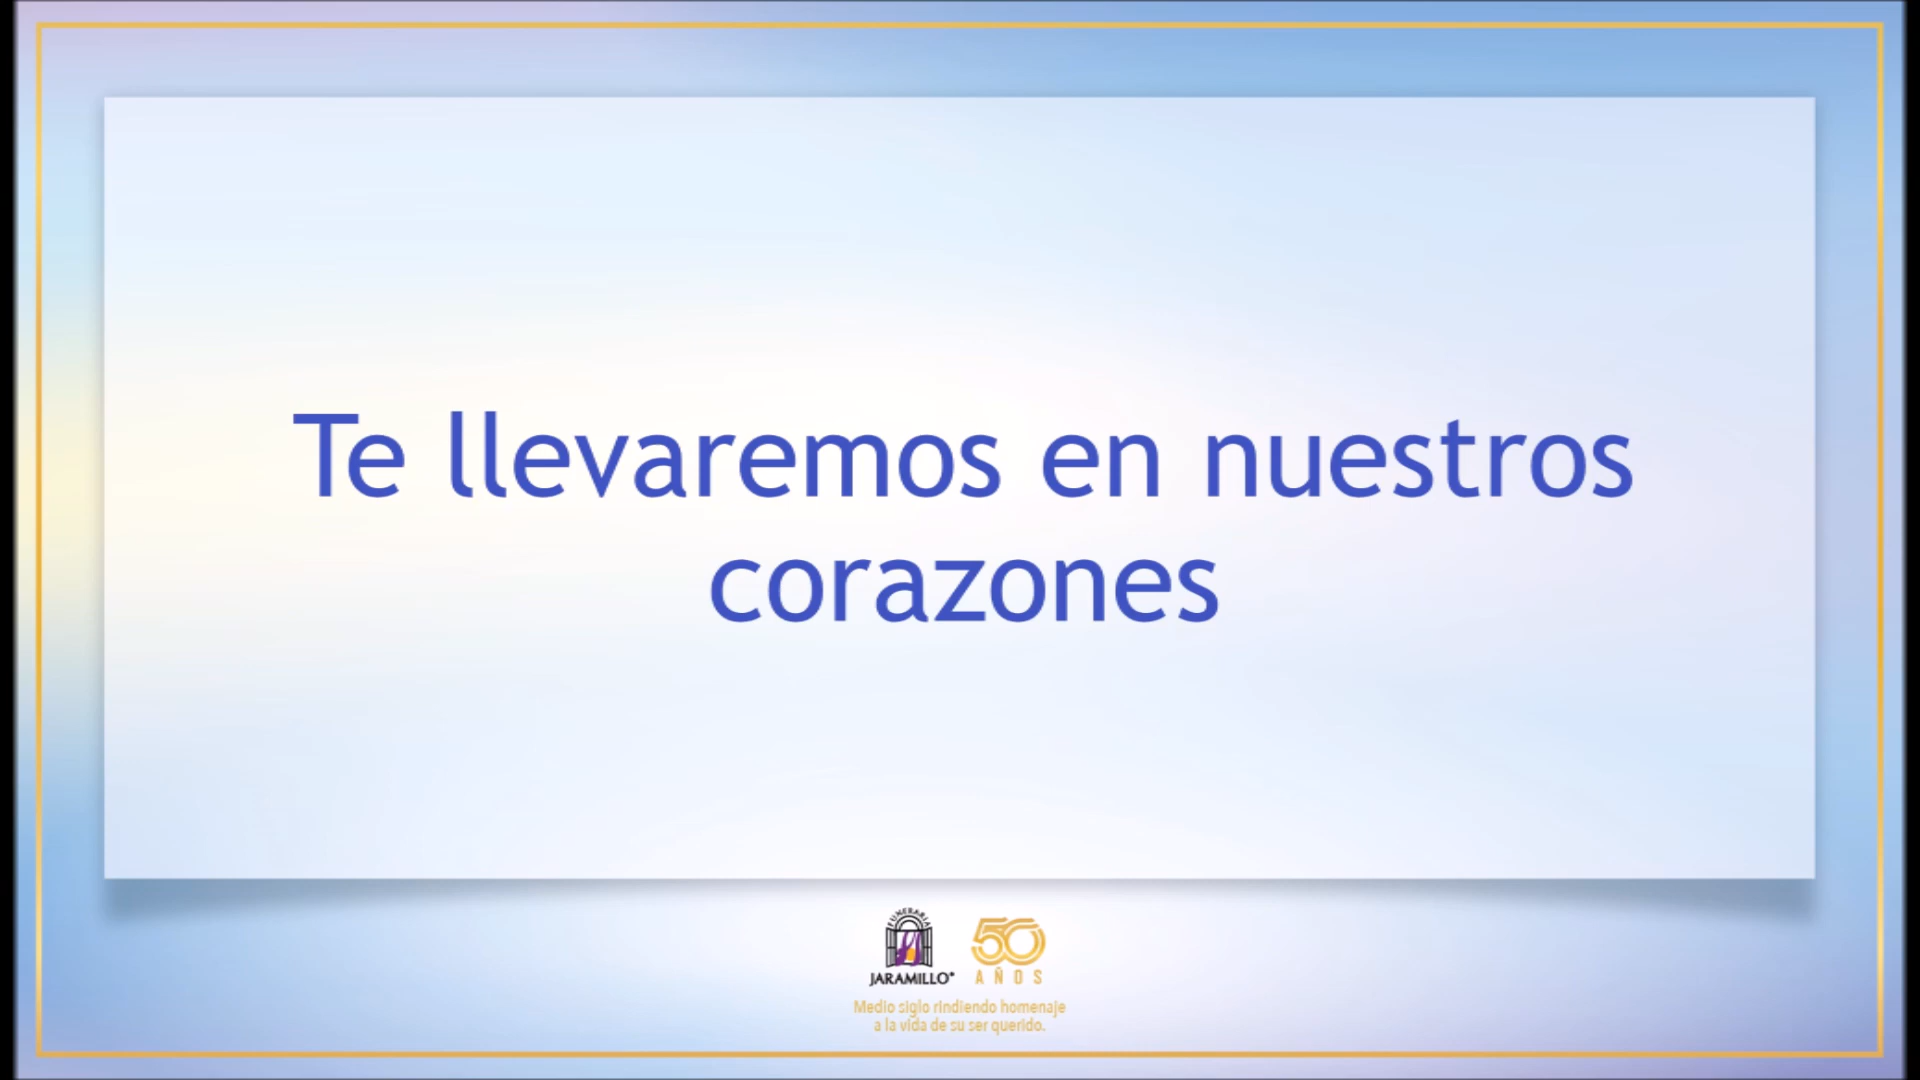 Te llevaremos en nuestros
corazones
FUNERARIA
JARAMILLO®
50
AÑOS
Medio siglo rindiendo homenaje
a la vida de su ser querido.